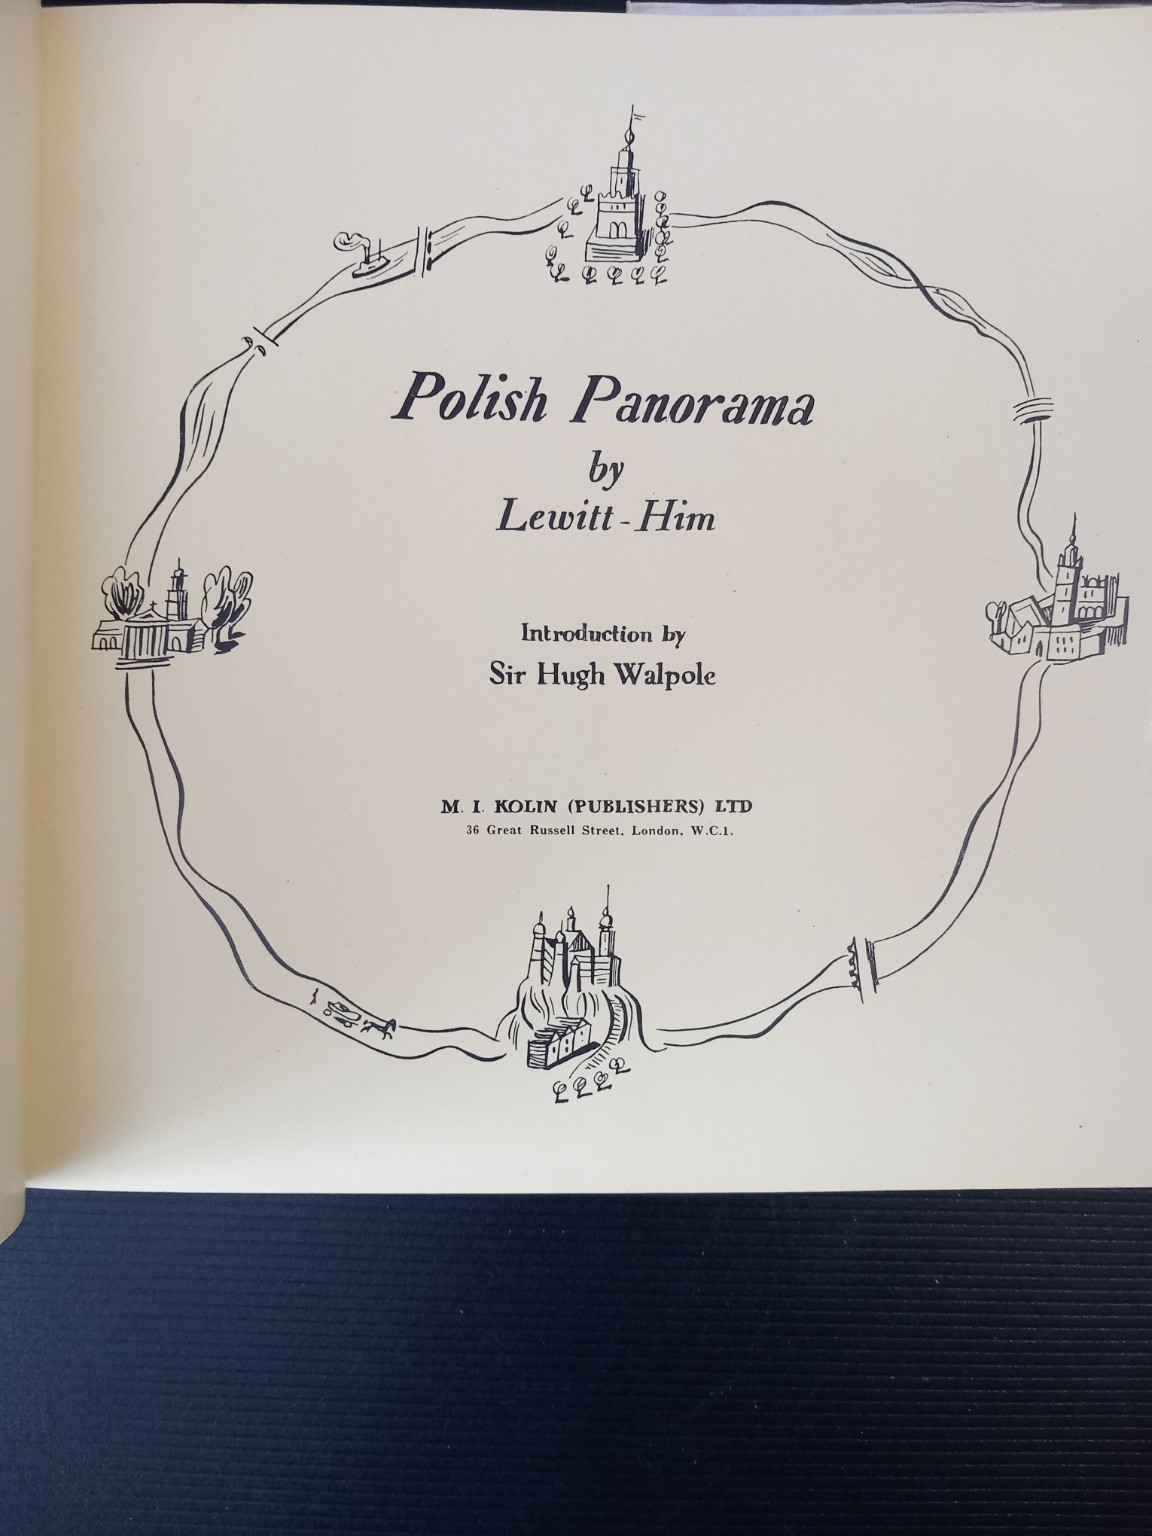 Polish Panorama
by
Lewitt-Him
Introduction by
Sir Hugh Walpole
M. I. KOLIN (PUBLISHERS) LTD
36 Great Russell Street, London, W.C.1.